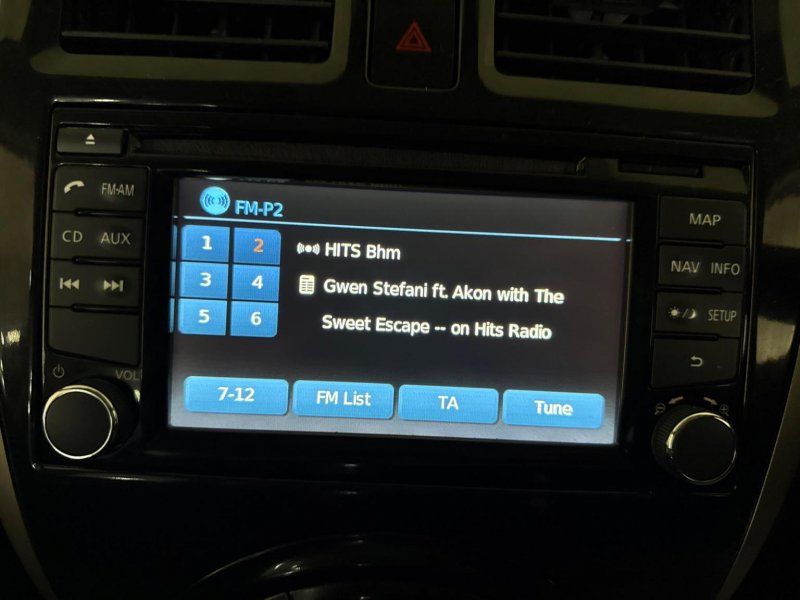 FM-AM
CD AUX
VOL
FM-P2
1 2
3 4
5 6
HITS Bhm
Gwen Stefani ft. Akon with The
Sweet Escape -- on Hits Radio
7-12 FM List TA Tune
MAP
NAV INFO
SETUP